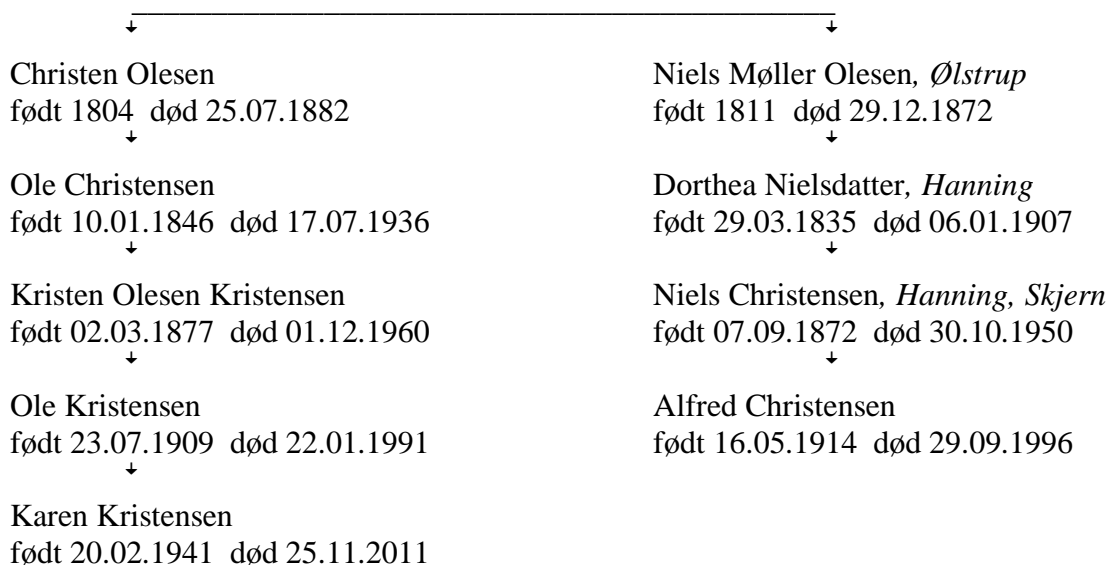 Christen Olesen
født 1804 død 25.07.1882
Ole Christensen
født 10.01.1846 død 17.07.1936
Kristen Olesen Kristensen
født 02.03.1877 død 01.12.1960
Ole Kristensen
født 23.07.1909 død 22.01.1991
Karen Kristensen
født 20.02.1941 død 25.11.2011
Niels Møller Olesen, Ølstrup
født 1811 død 29.12.1872
Dorthea Nielsdatter, Hanning
født 29.03.1835 død 06.01.1907
Niels Christensen, Hanning, Skjern
født 07.09.1872 død 30.10.1950
Alfred Christensen
født 16.05.1914 død 29.09.1996